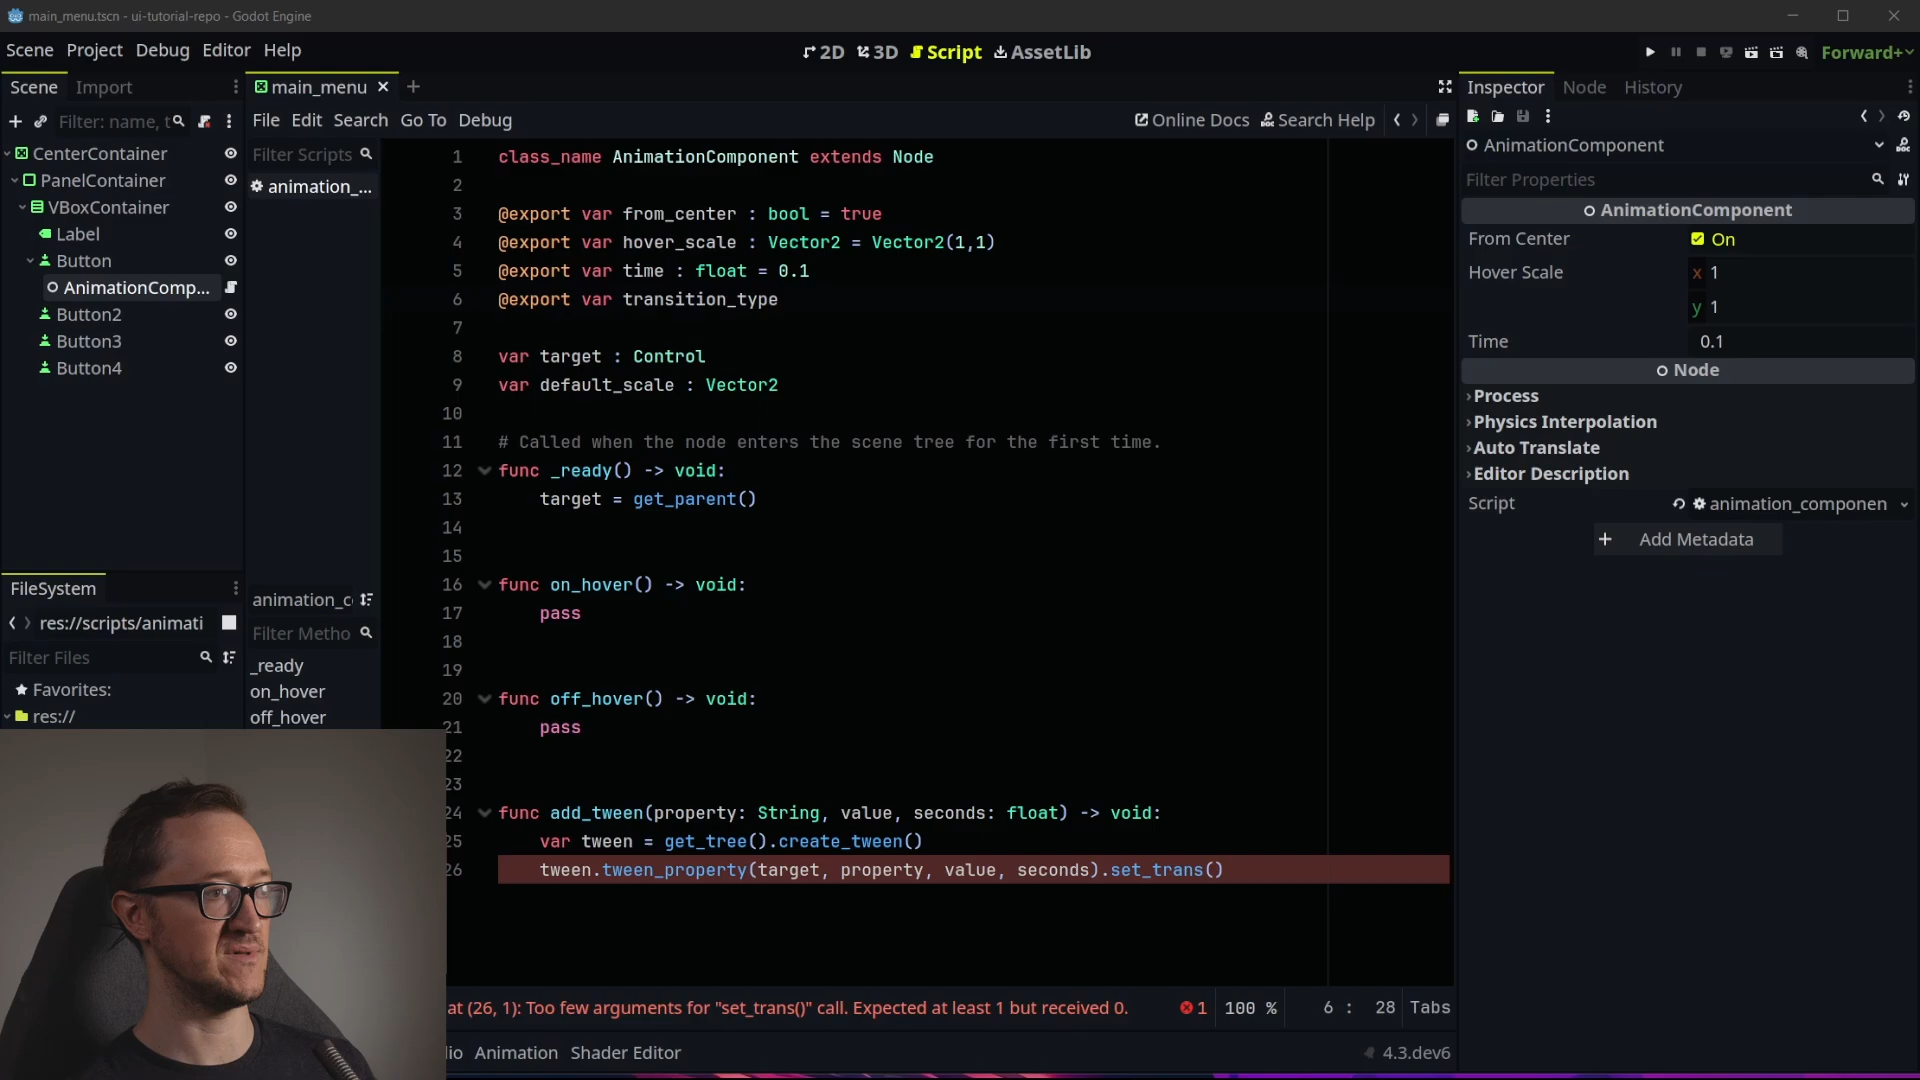 main_menu.tscn - ui-tutorial-repo - Godot Engine
Scene Project Debug Editor Help
2D 3D Script AssetLib
Forward+
Scene Import
main_menu
Inspector Node History
Filter: name, t
File Edit Search Go To Debug
Online Docs Search Help
CenterContainer
PanelContainer
VBoxContainer
Label
Button
AnimationComp...
Button2
Button3
Button4
Filter Scripts
animation_...
1 class_name AnimationComponent extends Node
2
3 @export var from_center : bool = true
4 @export var hover_scale : Vector2 = Vector2(1,1)
5 @export var time : float = 0.1
6 @export var transition_type
7
8 var target : Control
9 var default_scale : Vector2
10
11 # Called when the node enters the scene tree for the first time.
12 func _ready() -> void:
13 target = get_parent()
14
15
16 func on_hover() -> void:
17 pass
18
19
20 func off_hover() -> void:
21 pass
22
23
24 func add_tween(property: String, value, seconds: float) -> void:
25 var tween = get_tree().create_tween()
26 tween.tween_property(target, property, value, seconds).set_trans()
AnimationComponent
Filter Properties
AnimationComponent
From Center On
Hover Scale x 1
y 1
Time 0.1
Node
Process
Physics Interpolation
Auto Translate
Editor Description
Script animation_componen
Add Metadata
FileSystem
res://scripts/animati
Filter Files
Favorites:
res://
animation_c
Filter Metho
_ready
on_hover
off_hover
at (26, 1): Too few arguments for "set_trans()" call. Expected at least 1 but received 0.
1 100 % 6 : 28 Tabs
io Animation Shader Editor
4.3.dev6